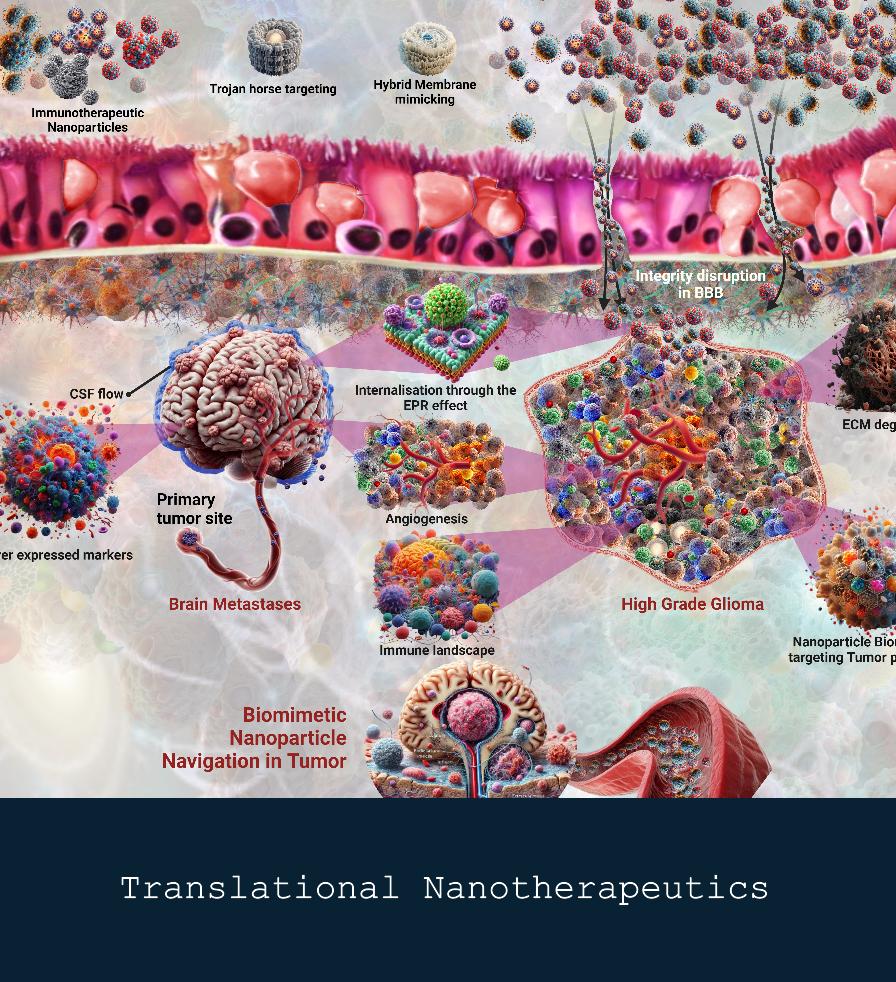 Immunotherapeutic
Nanoparticles
Trojan horse targeting
Hybrid Membrane
mimicking
Integrity disruption
in BBB
CSF flow
Internalisation through the
EPR effect
ECM deg
Primary
tumor site
Angiogenesis
er expressed markers
Brain Metastases
High Grade Glioma
Immune landscape
Nanoparticle Bio
targeting Tumor p
Biomimetic
Nanoparticle
Navigation in Tumor
Translational Nanotherapeutics